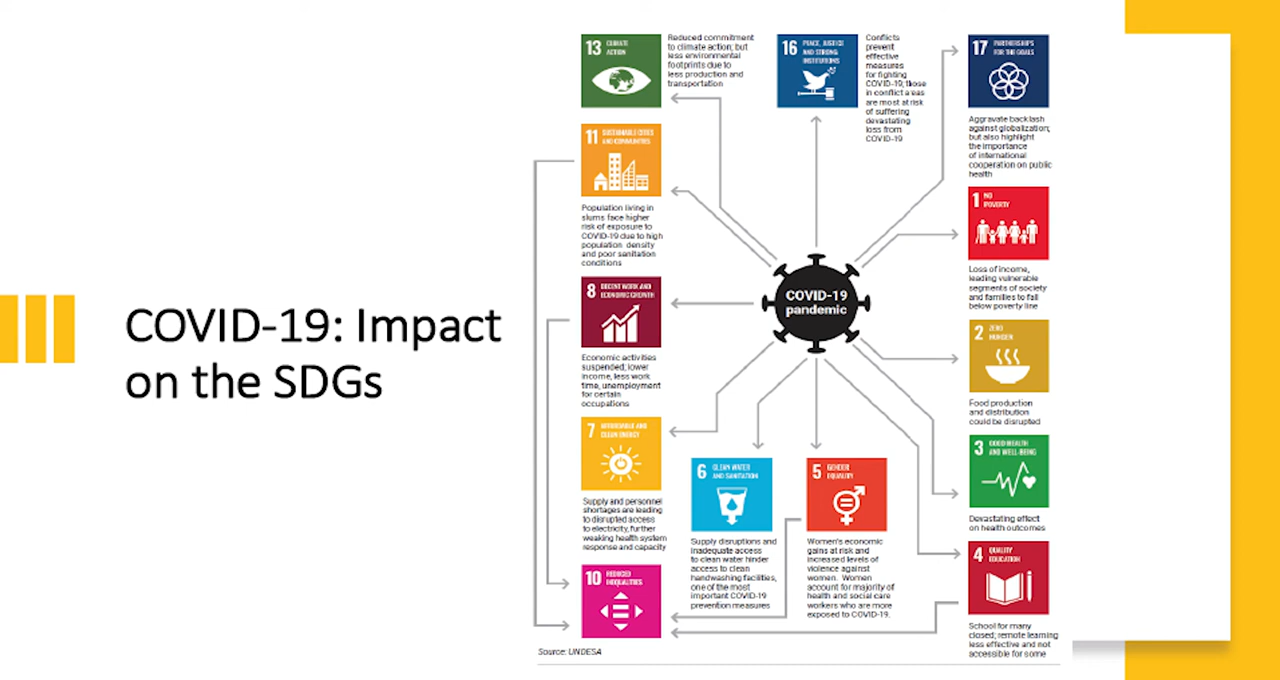 COVID-19: Impact
on the SDGs
13 CLIMATE
ACTION
Reduced commitment
to climate action; but
less environmental
footprints due to
less production and
transportation
16 PEACE, JUSTICE
AND STRONG
INSTITUTIONS
Conflicts
prevent
effective
measures
for fighting
COVID-19; those
in conflict areas
are most at risk
of suffering
devastating
loss from
COVID-19
17 PARTNERSHIPS
FOR THE GOALS
Aggravate backlash
against globalization;
but also highlight
the importance
of international
cooperation on public
health
11 SUSTAINABLE CITIES
AND COMMUNITIES
Population living in
slums face higher
risk of exposure to
COVID-19 due to high
population density
and poor sanitation
conditions
1 NO
POVERTY
Loss of income,
leading vulnerable
segments of society
and families to fall
below poverty line
COVID-19
pandemic
8 DECENT WORK AND
ECONOMIC GROWTH
Economic activities
suspended; lower
income, less work
time, unemployment
for certain
occupations
2 ZERO
HUNGER
Food production
and distribution
could be disrupted
7 AFFORDABLE AND
CLEAN ENERGY
Supply and personnel
shortages are leading
to disrupted access
to electricity, further
weaking health system
response and capacity
3 GOOD HEALTH
AND WELL-BEING
Devastating effect
on health outcomes
6 CLEAN WATER
AND SANITATION
Supply disruptions and
inadequate access
to clean water hinder
access to clean
handwashing facilities,
one of the most
important COVID-19
prevention measures
5 GENDER
EQUALITY
Women's economic
gains at risk and
increased levels of
violence against
women. Women
account for majority of
health and social care
workers who are more
exposed to COVID-19.
4 QUALITY
EDUCATION
School for many
closed; remote learning
less effective and not
accessible for some
10 REDUCED
INEQUALITIES
Source: UNDESA